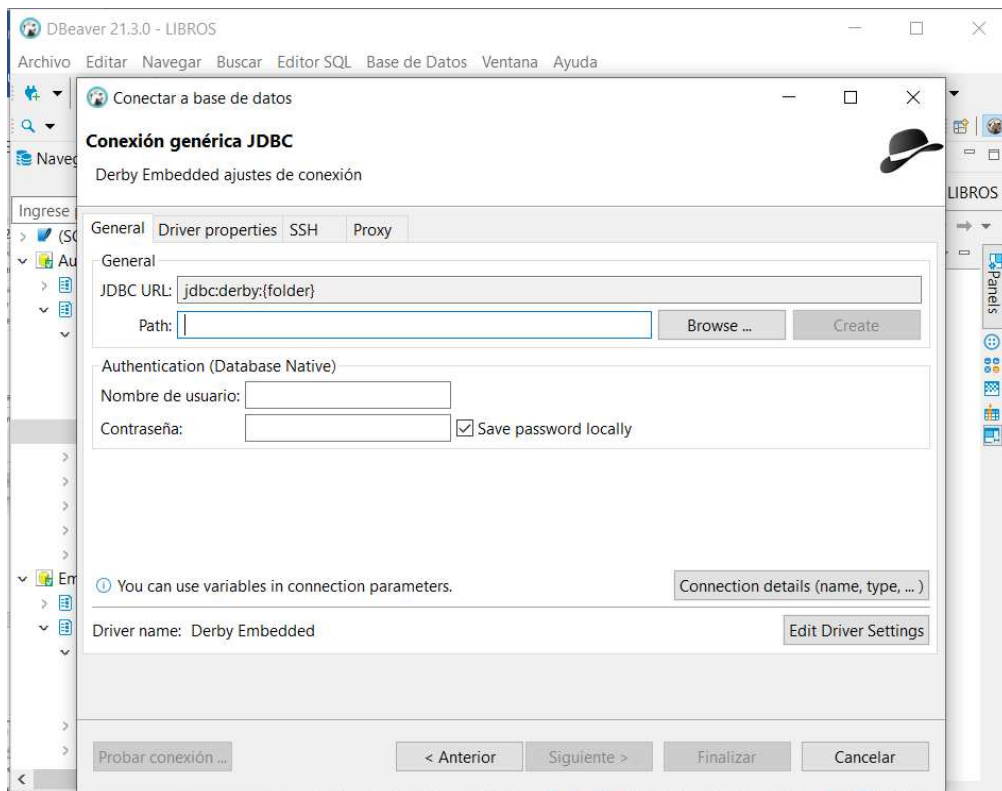 DBeaver 21.3.0 - LIBROS
Archivo Editar Navegar Buscar Editor SQL Base de Datos Ventana Ayuda
Conectar a base de datos
Conexión genérica JDBC
Naveg
Derby Embedded ajustes de conexión
LIBROS
Ingrese
General Driver properties SSH Proxy
Au
General
JDBC URL: jdbc:derby:{folder}
Panels
Path: Browse ... Create
Authentication (Database Native)
Nombre de usuario:
Contraseña: Save password locally
Em
You can use variables in connection parameters. Connection details (name, type, ... )
Driver name: Derby Embedded Edit Driver Settings
Probar conexión ... < Anterior Siguiente > Finalizar Cancelar